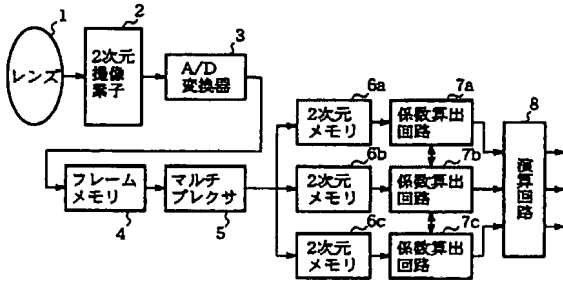 1
レンズ
2
2次元
撮像
素子
3
A/D
変換器
フレーム
メモリ
4
マルチ
プレクサ
5
6a
2次元
メモリ
7a
係数算出
回路
6b
2次元
メモリ
7b
係数算出
回路
6c
2次元
メモリ
7c
係数算出
回路
8
演算回路